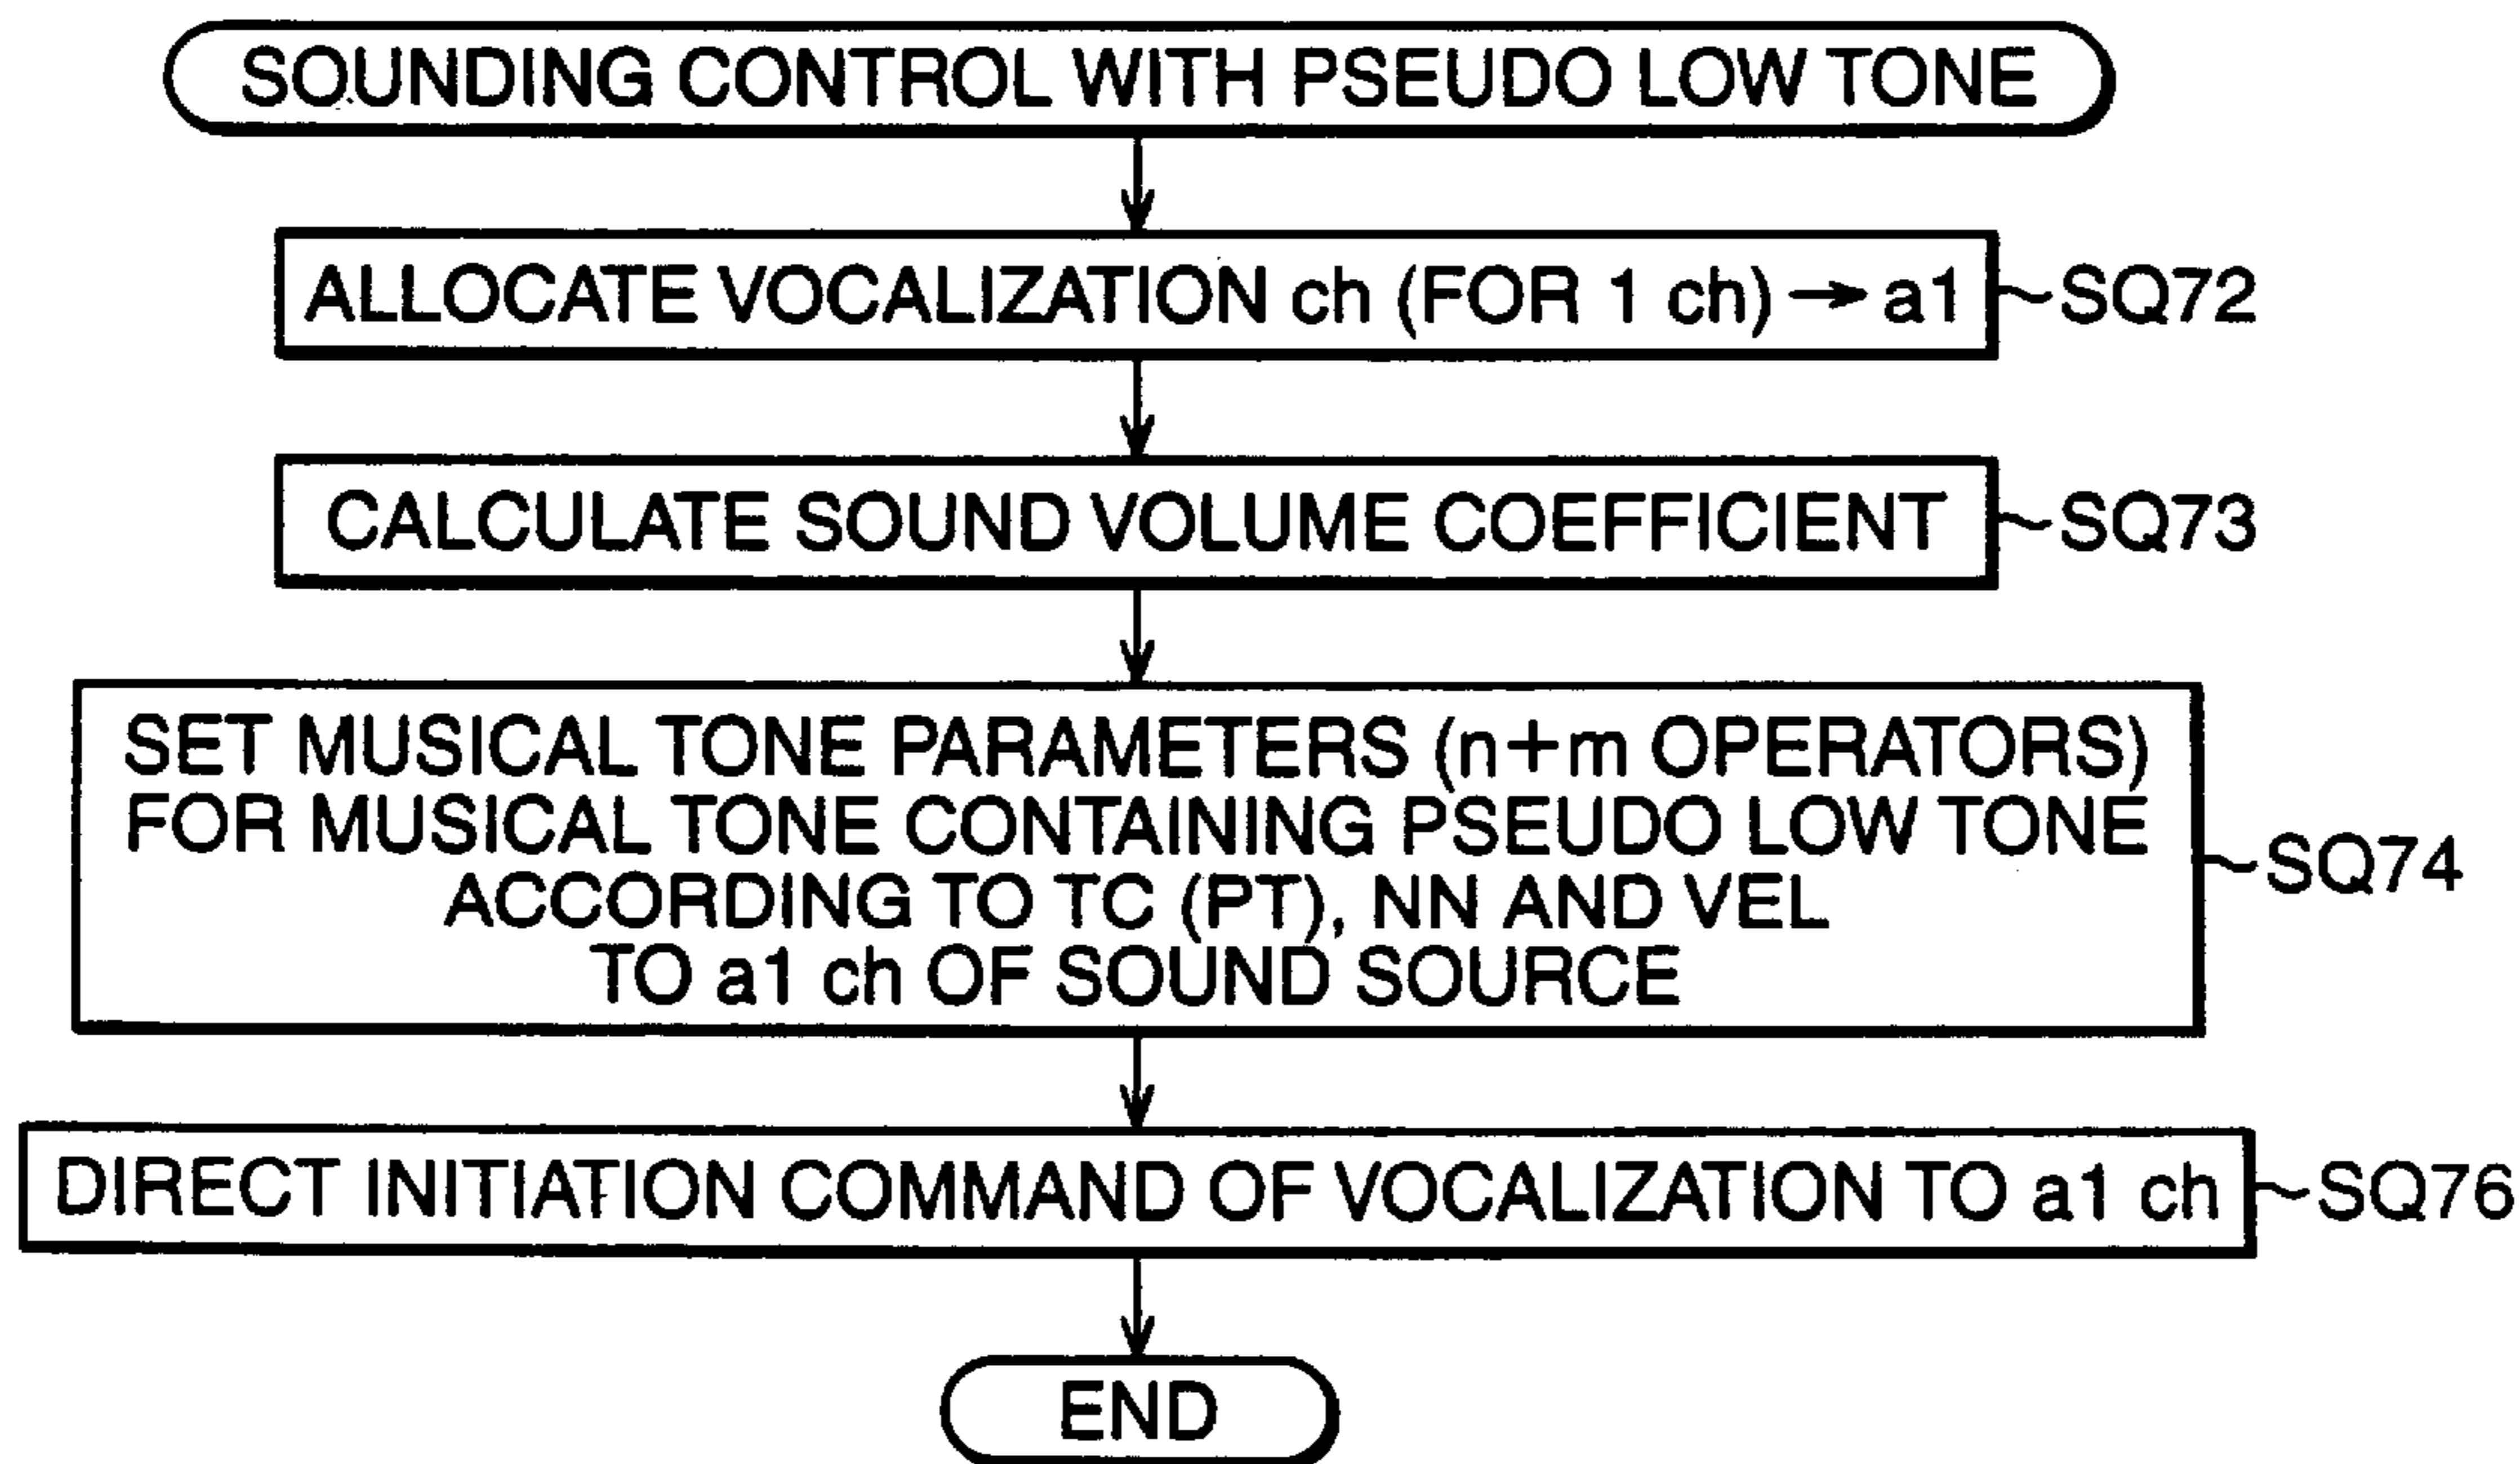 SOUNDING CONTROL WITH PSEUDO LOW TONE
ALLOCATE VOCALIZATION ch (FOR 1 ch) → a1
SQ72
CALCULATE SOUND VOLUME COEFFICIENT
SQ73
SET MUSICAL TONE PARAMETERS (n+m OPERATORS)
FOR MUSICAL TONE CONTAINING PSEUDO LOW TONE
ACCORDING TO TC (PT), NN AND VEL
TO a1 ch OF SOUND SOURCE
SQ74
DIRECT INITIATION COMMAND OF VOCALIZATION TO a1 ch
SQ76
END